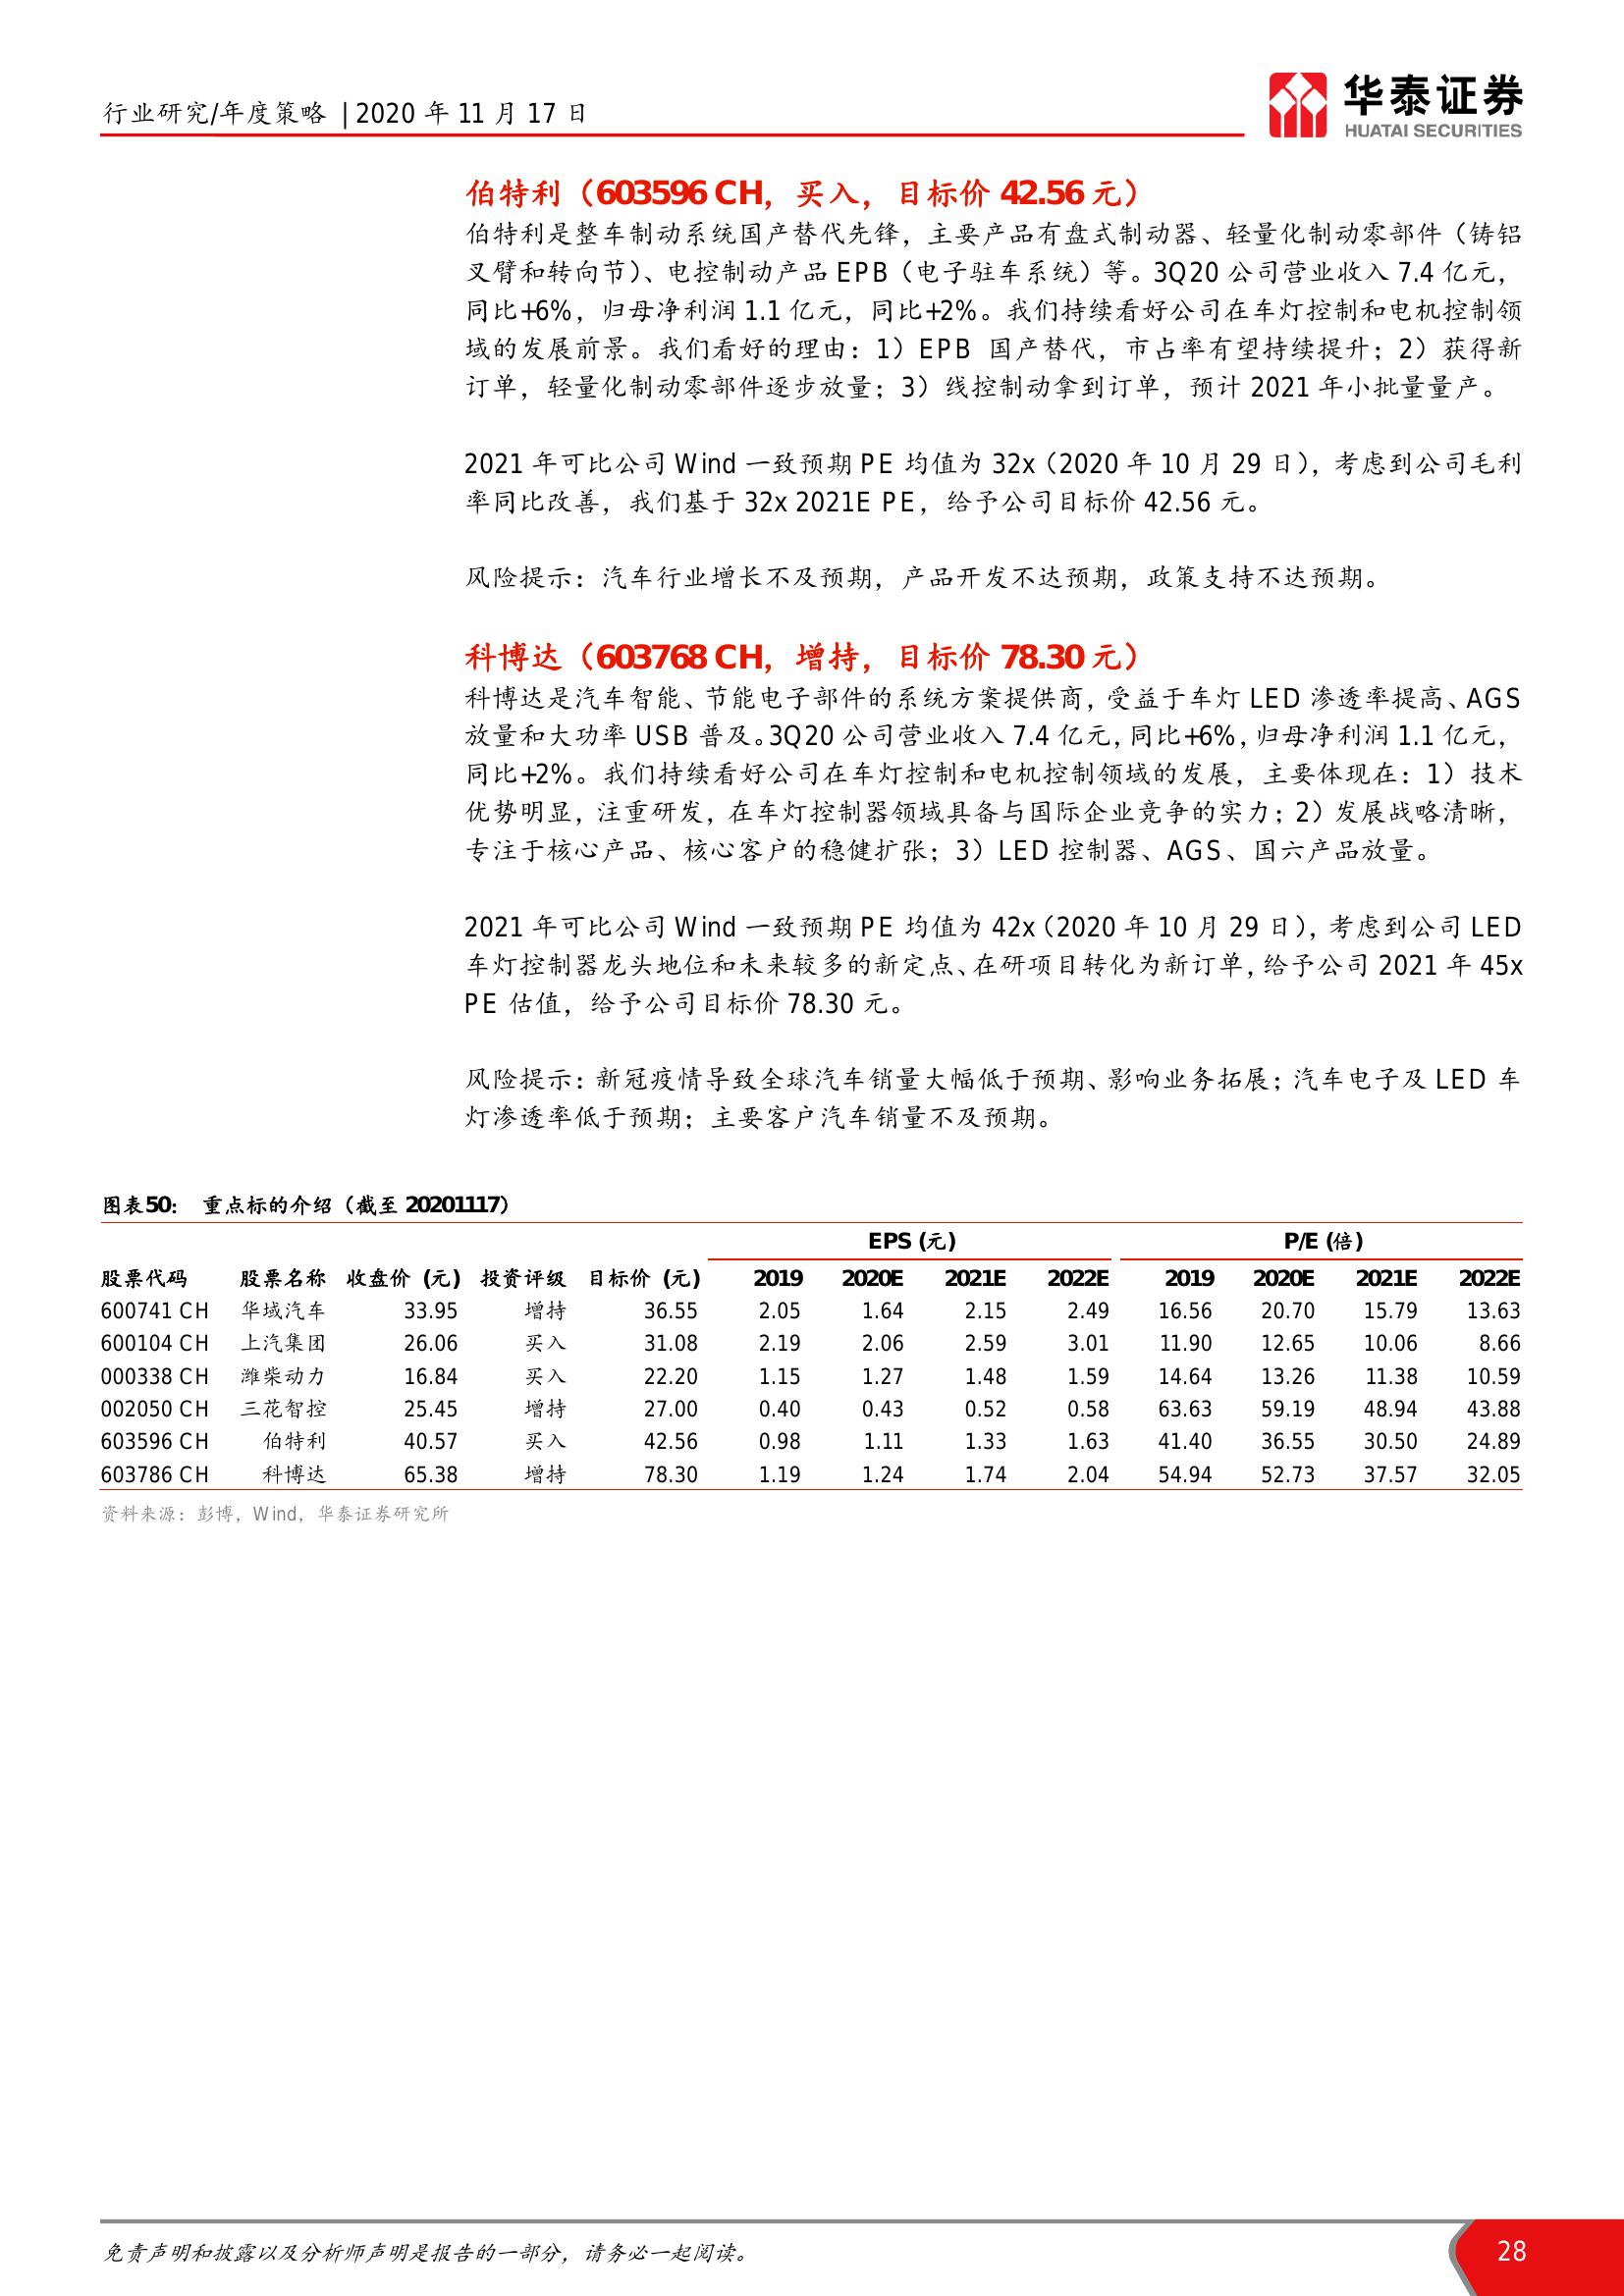 行业研究/年度策略 | 2020 年 11 月 17 日
华泰证券
HUATAI SECURITIES
伯特利（603596 CH，买入，目标价 42.56 元）
伯特利是整车制动系统国产替代先锋，主要产品有盘式制动器、轻量化制动零部件（铸铝
叉臂和转向节）、电控制动产品 EPB（电子驻车系统）等。3Q20 公司营业收入 7.4 亿元，
同比+6%，归母净利润 1.1 亿元，同比+2%。我们持续看好公司在车灯控制和电机控制领
域的发展前景。我们看好的理由：1）EPB 国产替代，市占率有望持续提升；2）获得新
订单，轻量化制动零部件逐步放量；3）线控制动拿到订单，预计 2021 年小批量量产。
2021 年可比公司 Wind 一致预期 PE 均值为 32x（2020 年 10 月 29 日），考虑到公司毛利
率同比改善，我们基于 32x 2021E PE，给予公司目标价 42.56 元。
风险提示：汽车行业增长不及预期，产品开发不达预期，政策支持不达预期。
科博达（603768 CH，增持，目标价 78.30 元）
科博达是汽车智能、节能电子部件的系统方案提供商，受益于车灯 LED 渗透率提高、AGS
放量和大功率 USB 普及。3Q20 公司营业收入 7.4 亿元，同比+6%，归母净利润 1.1 亿元，
同比+2%。我们持续看好公司在车灯控制和电机控制领域的发展，主要体现在：1）技术
优势明显，注重研发，在车灯控制器领域具备与国际企业竞争的实力；2）发展战略清晰，
专注于核心产品、核心客户的稳健扩张；3）LED 控制器、AGS、国六产品放量。
2021 年可比公司 Wind 一致预期 PE 均值为 42x（2020 年 10 月 29 日），考虑到公司 LED
车灯控制器龙头地位和未来较多的新定点、在研项目转化为新订单，给予公司 2021 年 45x
PE 估值，给予公司目标价 78.30 元。
风险提示：新冠疫情导致全球汽车销量大幅低于预期、影响业务拓展；汽车电子及 LED 车
灯渗透率低于预期；主要客户汽车销量不及预期。
图表50： 重点标的介绍（截至 20201117）
EPS (元) P/E (倍)
股票代码 股票名称 收盘价 (元) 投资评级 目标价 (元) 2019 2020E 2021E 2022E 2019 2020E 2021E 2022E
600741 CH 华域汽车 33.95 增持 36.55 2.05 1.64 2.15 2.49 16.56 20.70 15.79 13.63
600104 CH 上汽集团 26.06 买入 31.08 2.19 2.06 2.59 3.01 11.90 12.65 10.06 8.66
000338 CH 潍柴动力 16.84 买入 22.20 1.15 1.27 1.48 1.59 14.64 13.26 11.38 10.59
002050 CH 三花智控 25.45 增持 27.00 0.40 0.43 0.52 0.58 63.63 59.19 48.94 43.88
603596 CH 伯特利 40.57 买入 42.56 0.98 1.11 1.33 1.63 41.40 36.55 30.50 24.89
603786 CH 科博达 65.38 增持 78.30 1.19 1.24 1.74 2.04 54.94 52.73 37.57 32.05
资料来源：彭博，Wind，华泰证券研究所
免责声明和披露以及分析师声明是报告的一部分，请务必一起阅读。
28